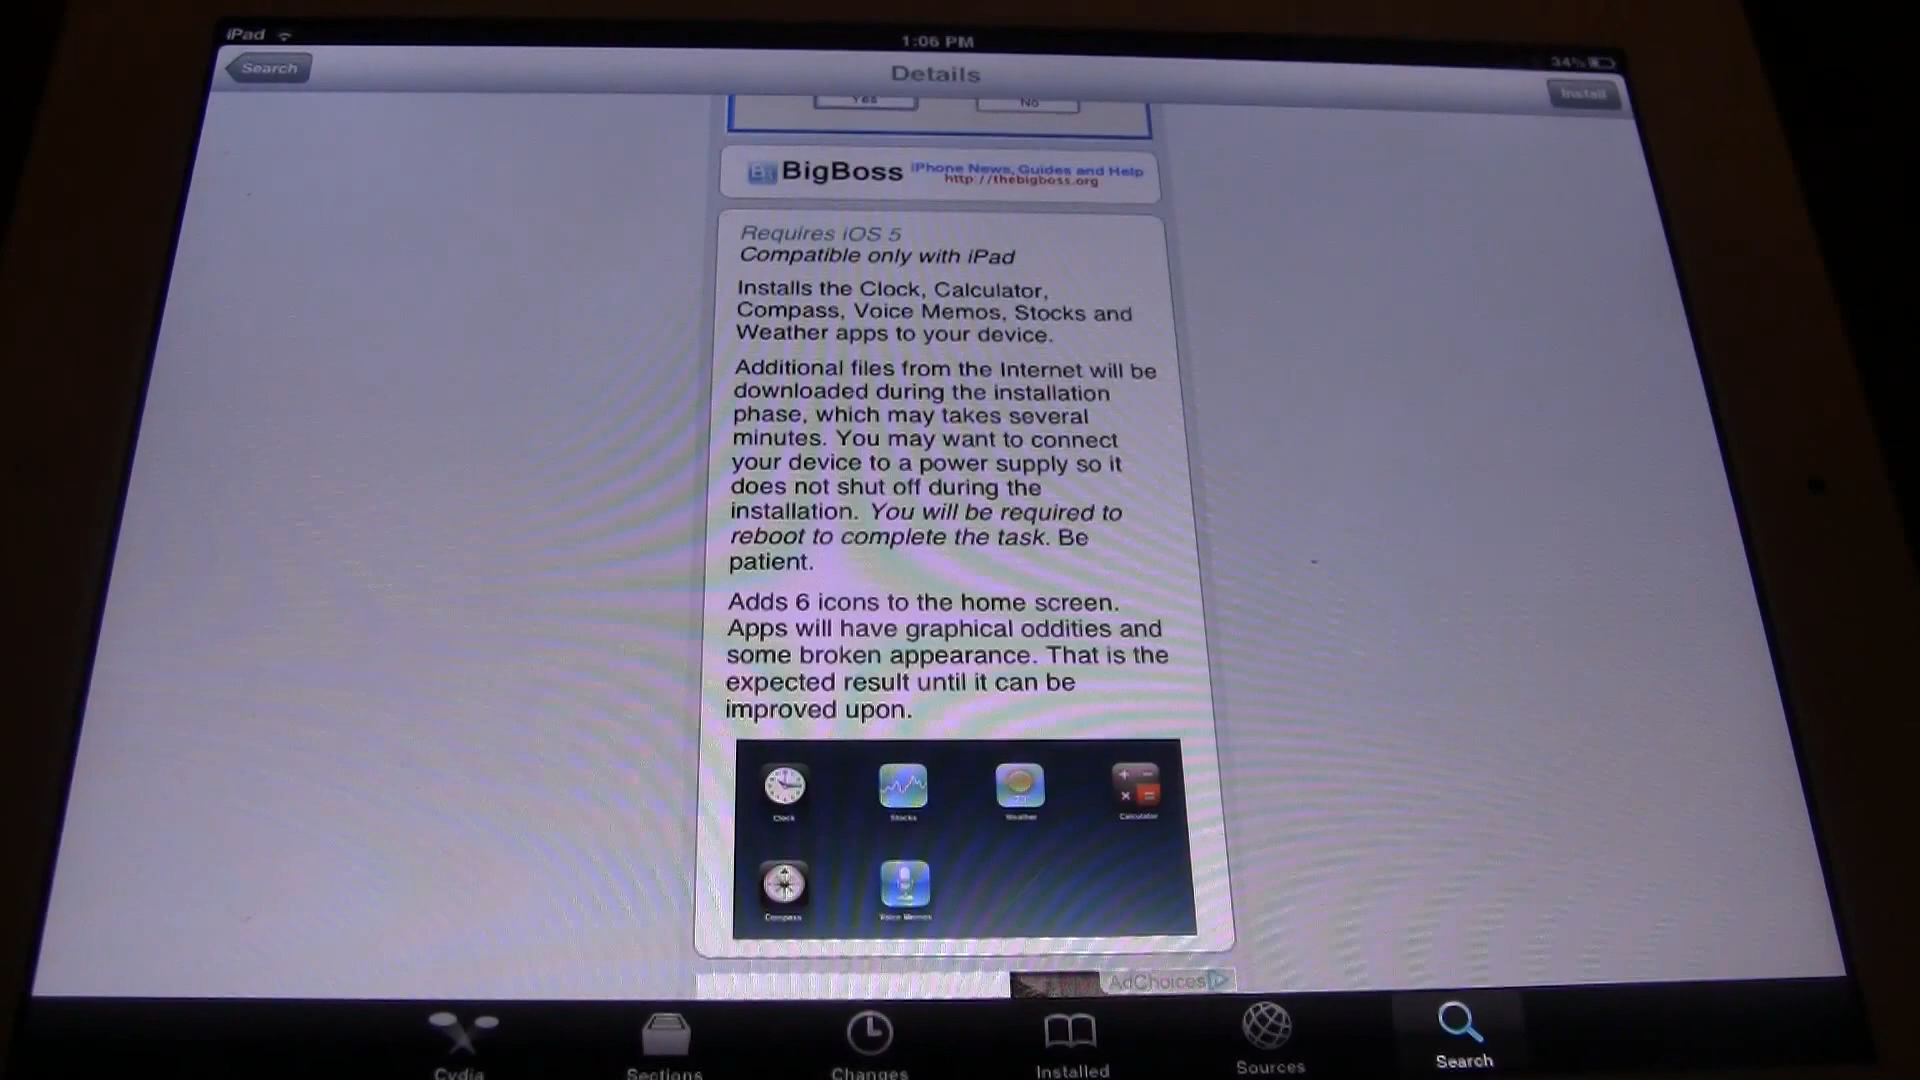 iPad
1:06 PM
34%
Search
Details
Install
Yes
No
BigBoss
iPhone News, Guides and Help
http://thebigboss.org
Requires iOS 5
Compatible only with iPad
Installs the Clock, Calculator,
Compass, Voice Memos, Stocks and
Weather apps to your device.
Additional files from the Internet will be
downloaded during the installation
phase, which may takes several
minutes. You may want to connect
your device to a power supply so it
does not shut off during the
installation. You will be required to
reboot to complete the task. Be
patient.
Adds 6 icons to the home screen.
Apps will have graphical oddities and
some broken appearance. That is the
expected result until it can be
improved upon.
Clock
Stocks
Weather
Calculator
Compass
Voice Memos
AdChoices
Cydia
Sections
Changes
Installed
Sources
Search